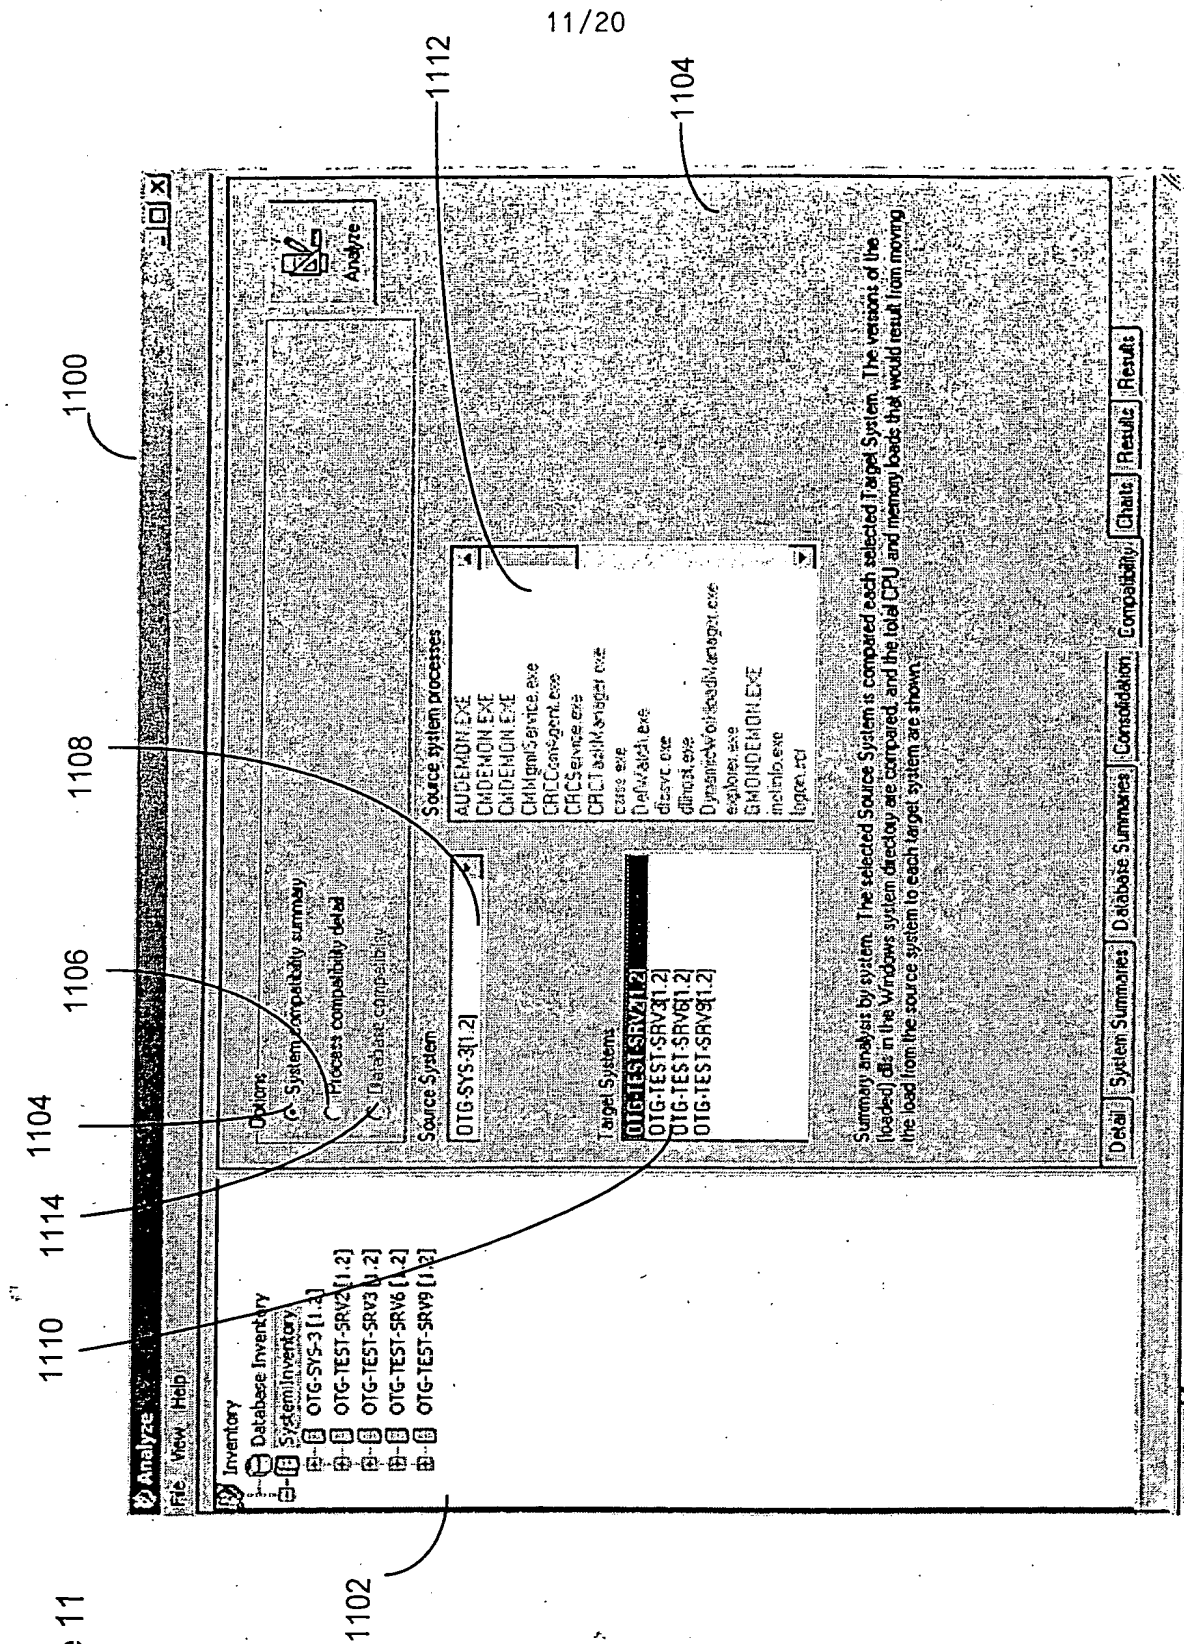 11/20
e 11
1100
1102
1104
1106
1108
1110
1112
1114
1104
Analyze
File View Help
Inventory
Database Inventory
System Inventory
OTG-SYS-3 [1.2]
OTG-TEST-SRV2 [1.2]
OTG-TEST-SRV3 [1.2]
OTG-TEST-SRV6 [1.2]
OTG-TEST-SRV9 [1.2]
Options
System compatibility summary
Process compatibility detail
Database compatibility
Analyze
Source System
OTG-SYS-3[1.2]
Source system processes
AUDEMON.EXE
CMDEMON.EXE
CMDEMON.EXE
CMMgmtService.exe
CRCComAgent.exe
CRCService.exe
CRCTaskManager.exe
csrss.exe
DefWatch.exe
dfssvc.exe
dllhost.exe
DynamicWorkloadManager.exe
explorer.exe
GMONDEMON.EXE
inetinfo.exe
logon.scr
Target Systems
OTG-TEST-SRV2[1.2]
OTG-TEST-SRV3[1.2]
OTG-TEST-SRV6[1.2]
OTG-TEST-SRV9[1.2]
Summary analysis by system. The selected Source System is compared each selected Target System. The versions of the
(loaded) dlls in the Windows system directory are compared, and the total CPU and memory loads that would result from moving
the load from the source system to each target system are shown.
Detail System Summaries Database Summaries Consolidation Compatibility Charts Results Results